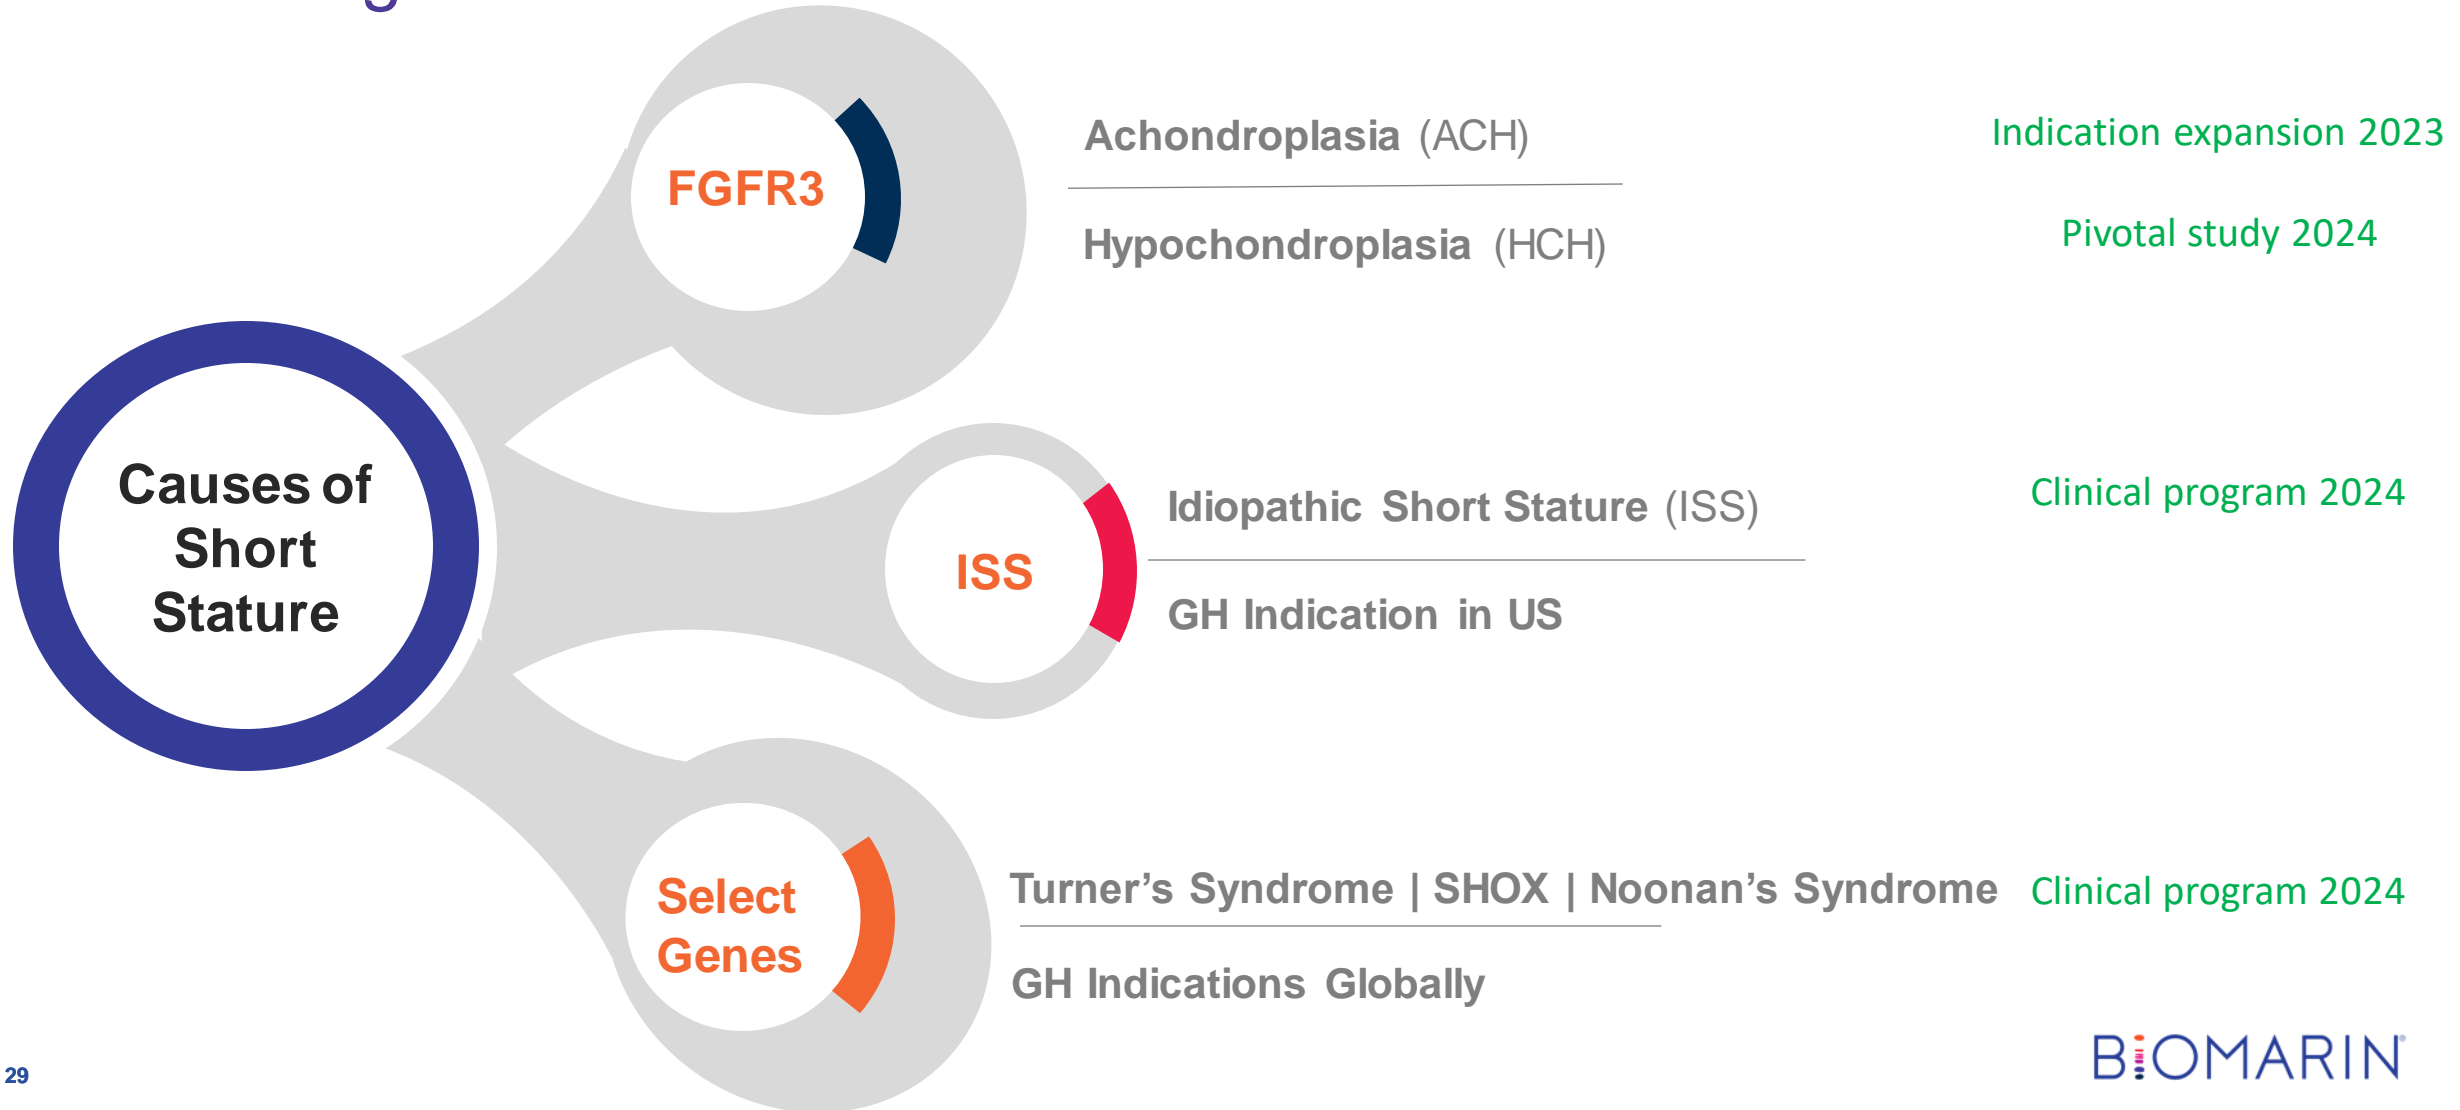 Causes of
Short
Stature
FGFR3
Achondroplasia (ACH)
Indication expansion 2023
Hypochondroplasia (HCH)
Pivotal study 2024
ISS
Idiopathic Short Stature (ISS)
Clinical program 2024
GH Indication in US
Select
Genes
Turner’s Syndrome | SHOX | Noonan’s Syndrome
Clinical program 2024
GH Indications Globally
29
BIOMARIN